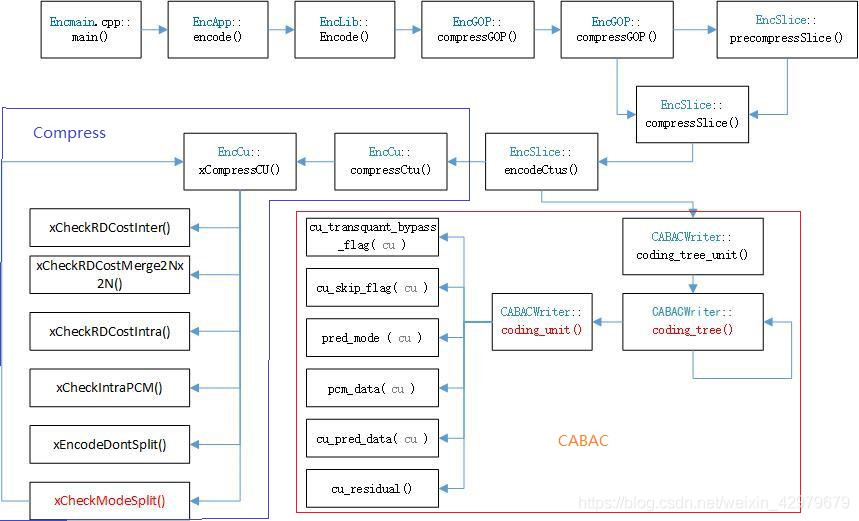 Encmain.cpp::
main()
EncApp::
encode()
EncLib::
Encode()
EncGOP::
compressGOP()
EncGOP::
compressGOP()
EncSlice::
precompressSlice()
EncSlice::
compressSlice()
Compress
EncCu::
xCompressCU()
EncCu::
compressCtu()
EncSlice::
encodeCtus()
xCheckRDCostInter()
xCheckRDCostMerge2Nx
2N()
xCheckRDCostIntra()
xCheckIntraPCM()
xEncodeDontSplit()
xCheckModeSplit()
cu_transquant_bypass
_flag( cu )
cu_skip_flag( cu )
pred_mode ( cu )
pcm_data( cu )
cu_pred_data( cu )
cu_residual()
CABACWriter::
coding_unit()
CABACWriter::
coding_tree_unit()
CABACWriter::
coding_tree()
CABAC
https://blog.csdn.net/weixin_42979679